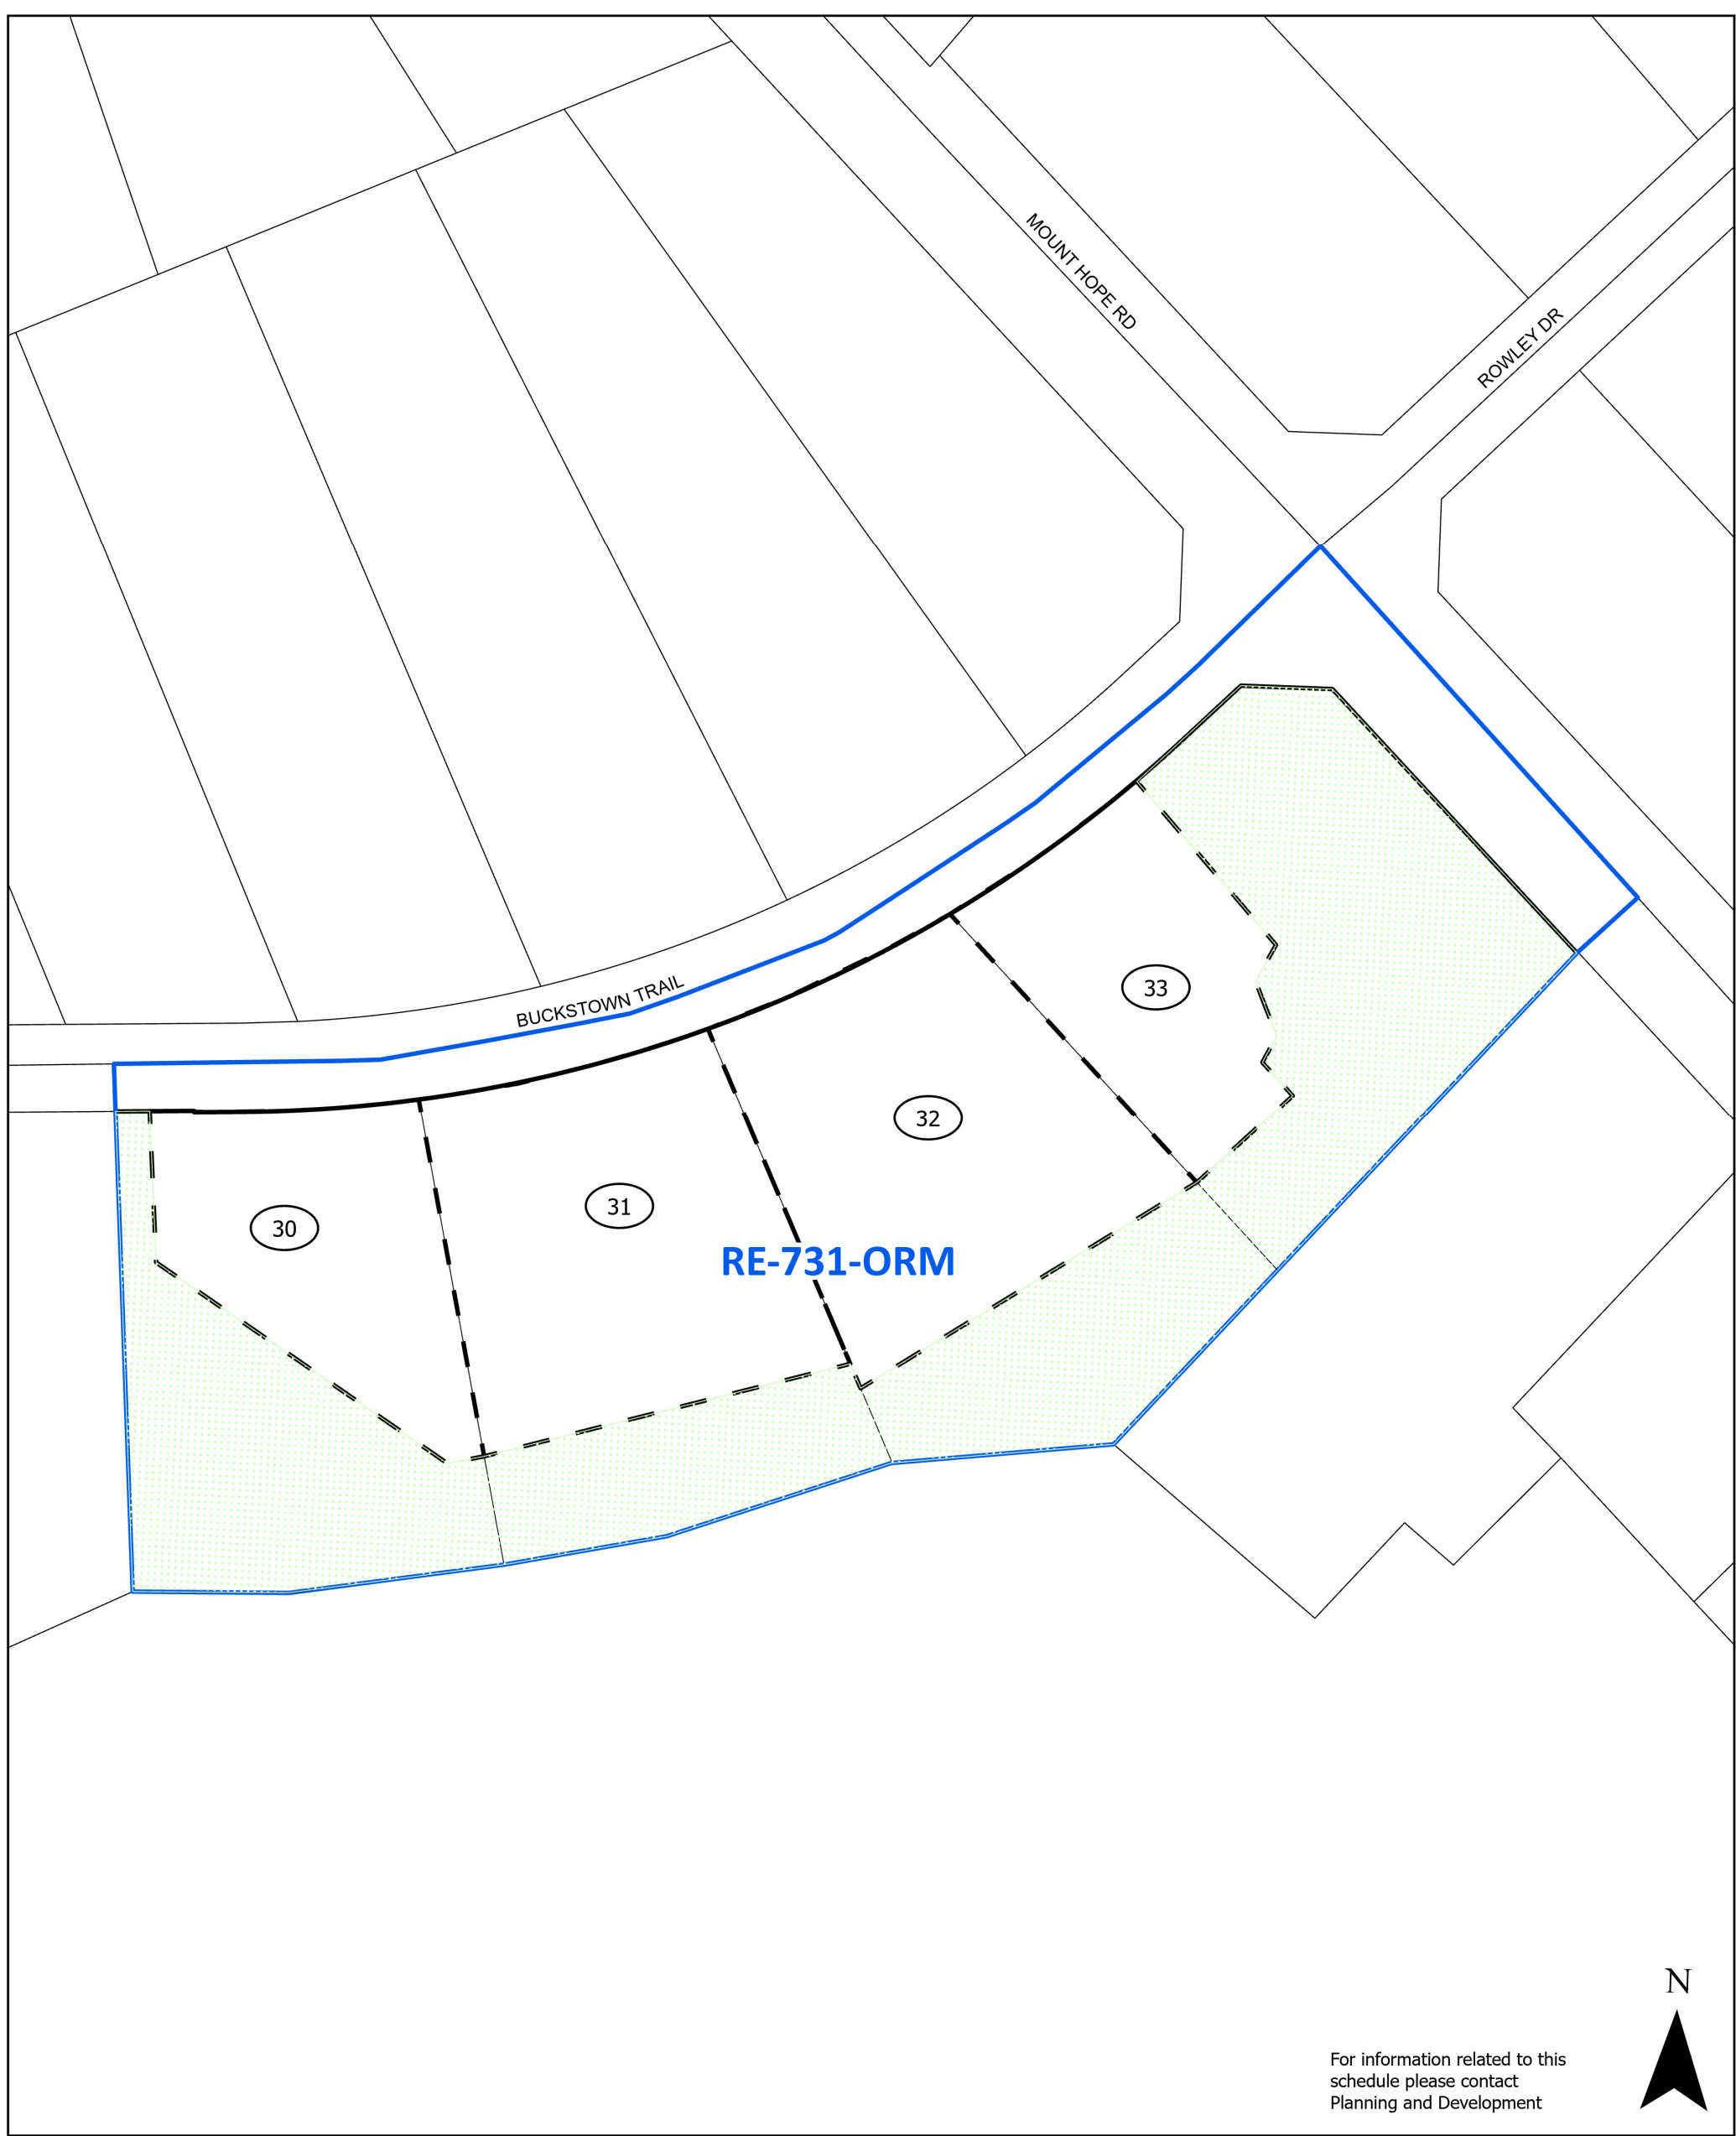 MOUNT HOPE RD
ROWLEY DR
BUCKSTOWN TRAIL
33
32
31
30
RE-731-ORM
N
For information related to this
schedule please contact
Planning and Development